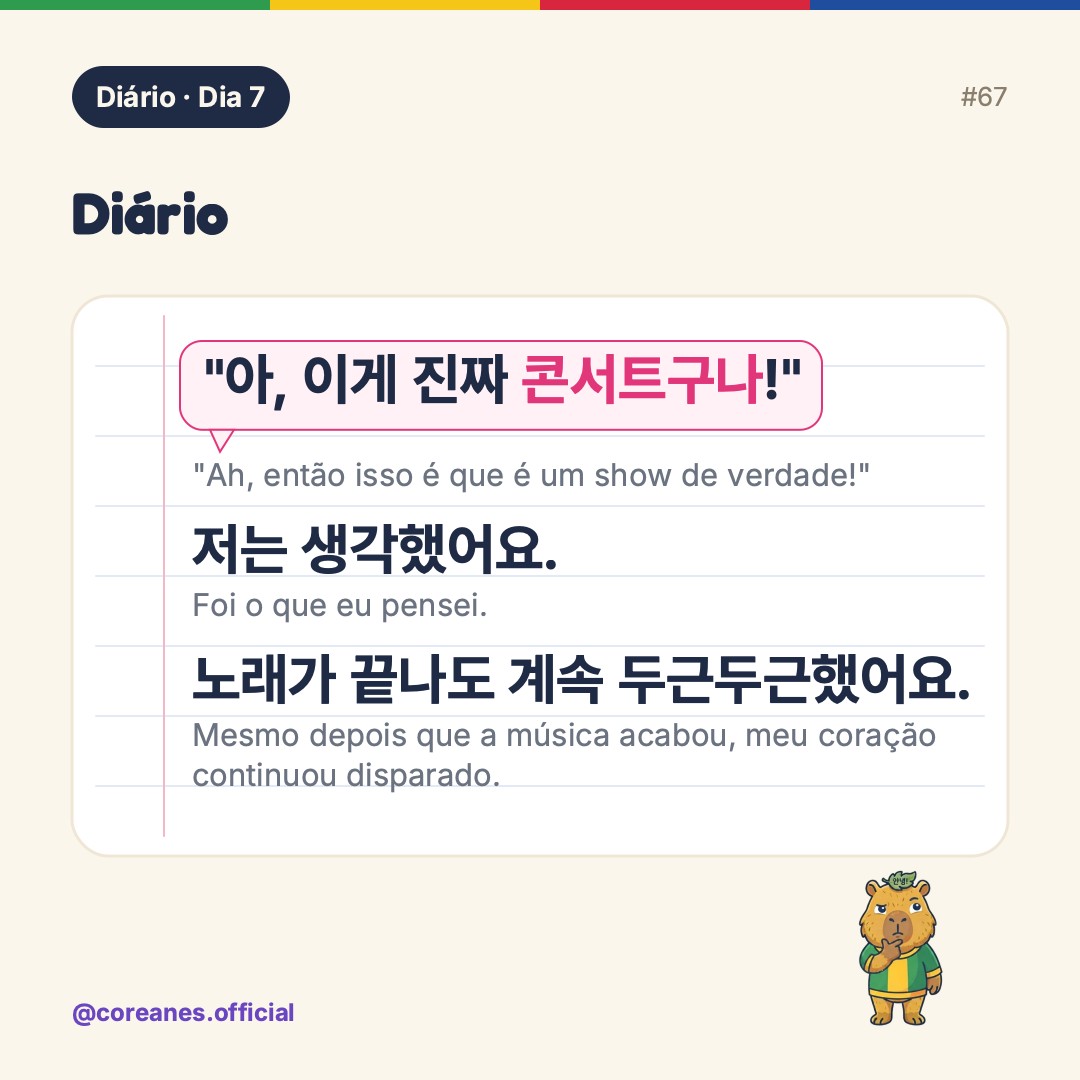 Diário · Dia 7
#67
Diário
"아, 이게 진짜 콘서트구나!"
"Ah, então isso é que é um show de verdade!"
저는 생각했어요.
Foi o que eu pensei.
노래가 끝나도 계속 두근두근했어요.
Mesmo depois que a música acabou, meu coração
continuou disparado.
안녕!
@coreanes.official